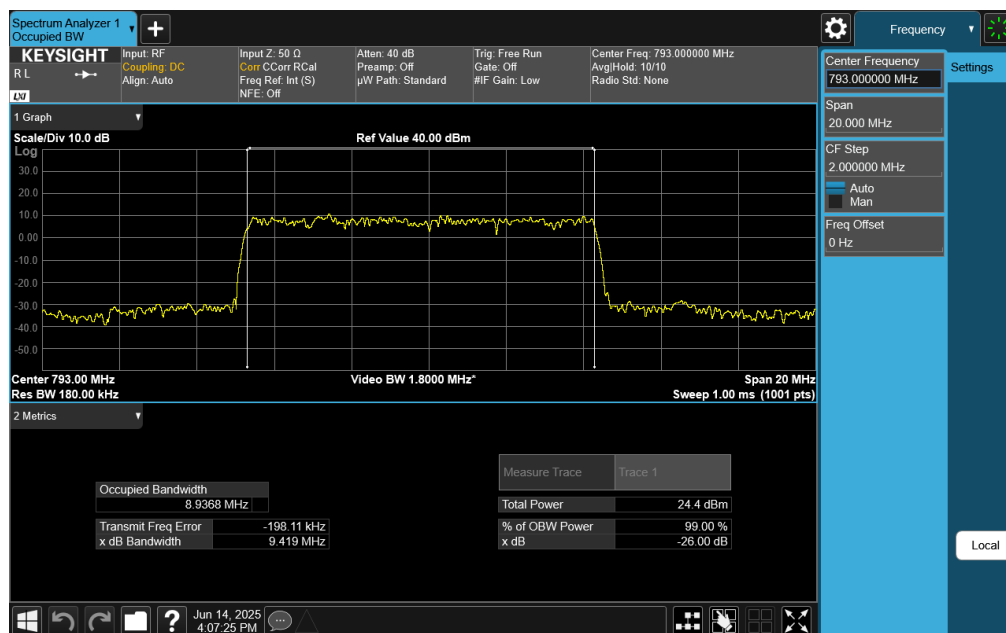 Spectrum Analyzer 1
Occupied BW
Frequency
KEYSIGHT
R L
LXI
Input: RF
Coupling: DC
Align: Auto
Input Z: 50 Ω
Corr CCorr RCal
Freq Ref: Int (S)
NFE: Off
Atten: 40 dB
Preamp: Off
µW Path: Standard
Trig: Free Run
Gate: Off
#IF Gain: Low
Center Freq: 793.000000 MHz
Avg|Hold: 10/10
Radio Std: None
Center Frequency
793.000000 MHz
Settings
Span
20.000 MHz
CF Step
2.000000 MHz
Auto
Man
Freq Offset
0 Hz
Local
1 Graph
Scale/Div 10.0 dB
Ref Value 40.00 dBm
Log
30.0
20.0
10.0
0.00
-10.0
-20.0
-30.0
-40.0
-50.0
Center 793.00 MHz
Video BW 1.8000 MHz*
Span 20 MHz
Res BW 180.00 kHz
Sweep 1.00 ms (1001 pts)
2 Metrics
Measure Trace
Trace 1
Occupied Bandwidth
8.9368 MHz
Total Power
24.4 dBm
Transmit Freq Error
-198.11 kHz
% of OBW Power
99.00 %
x dB Bandwidth
9.419 MHz
x dB
-26.00 dB
Jun 14, 2025
4:07:25 PM